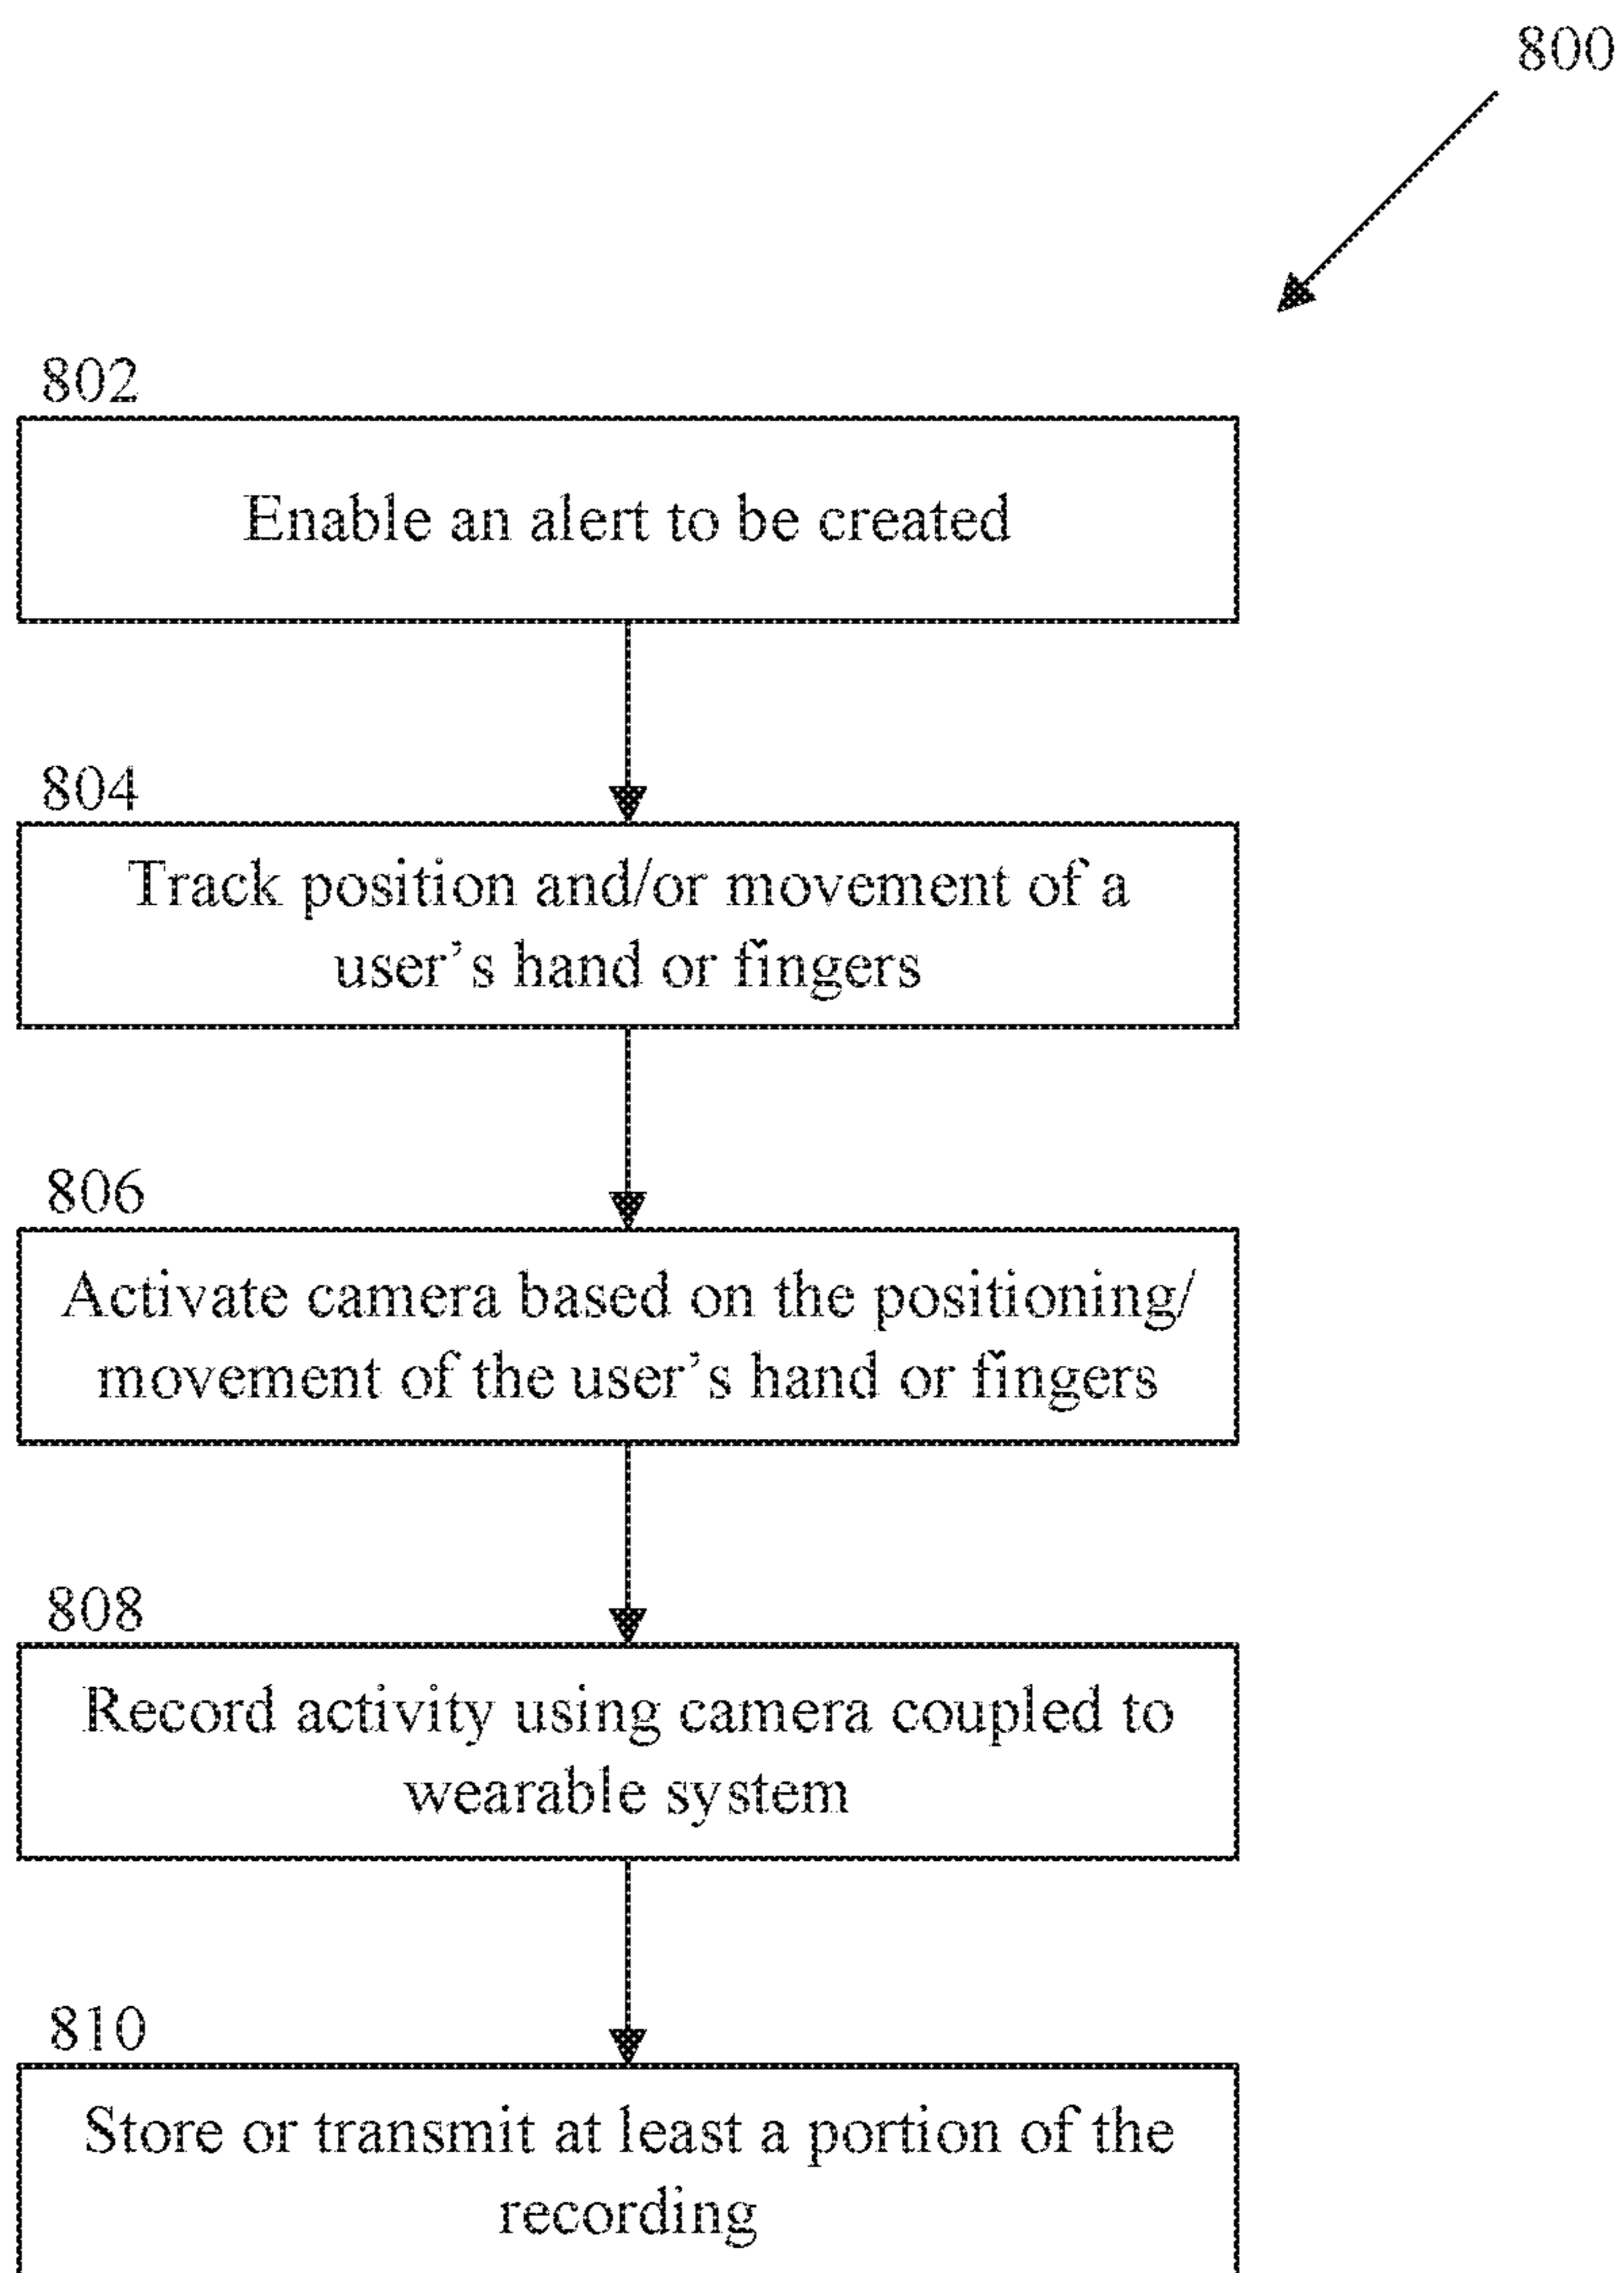 800
802
Enable an alert to be created
804
Track position and/or movement of a
user’s hand or fingers
806
Activate camera based on the positioning/
movement of the user’s hand or fingers
808
Record activity using camera coupled to
wearable system
810
Store or transmit at least a portion of the
recording